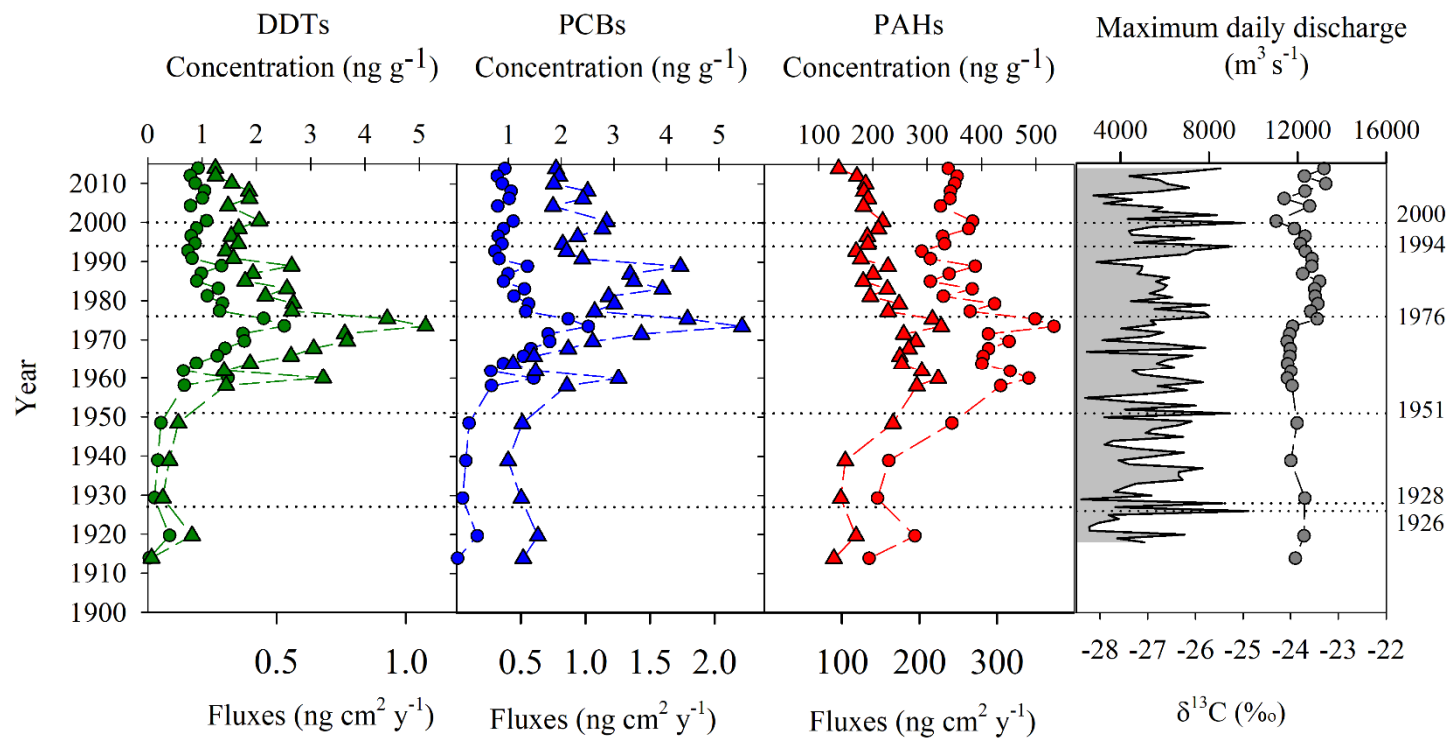 DDTs PCBs PAHs Maximum daily discharge
Concentration (ng g-1) Concentration (ng g-1) Concentration (ng g-1) (m3 s-1)
0 1 2 3 4 5 1 2 3 4 5 100 200 300 400 500 4000 8000 12000 16000
2010
2000 2000
1990 1994
1980
1970 1976
1960
1950 1951
1940
1930 1928
1920 1926
1910
1900
Year
0.5 1.0 0.5 1.0 1.5 2.0 100 200 300 -28 -27 -26 -25 -24 -23 -22
Fluxes (ng cm2 y-1) Fluxes (ng cm2 y-1) Fluxes (ng cm2 y-1) δ13C (‰)